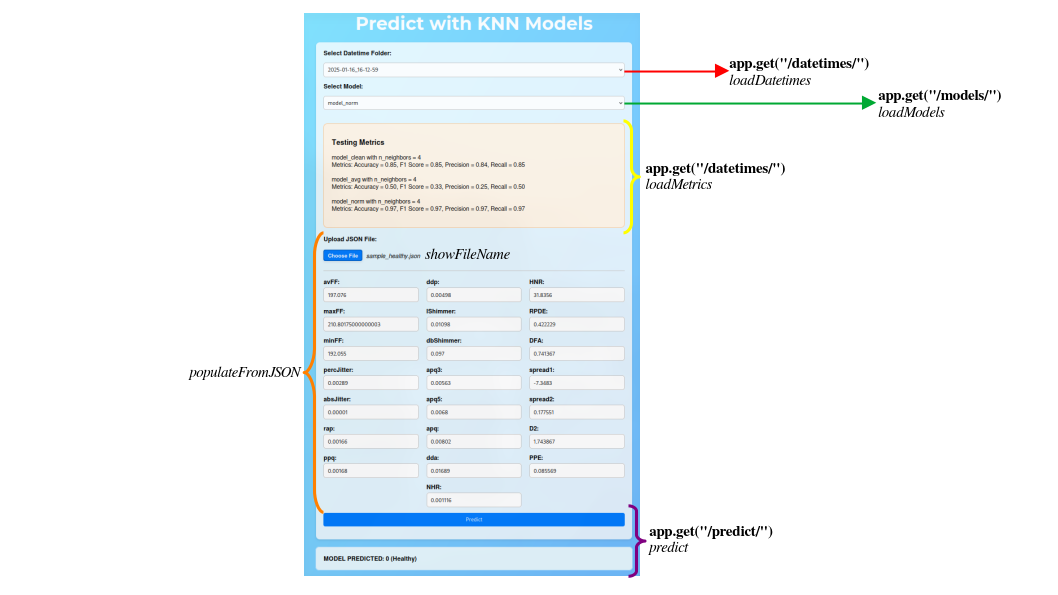 Predict with KNN Models
Select Datetime Folder:
2025-01-16_16-12-59
app.get("/datetimes/")
loadDatetimes
Select Model:
model_norm
app.get("/models/")
loadModels
Testing Metrics
model_clean with n_neighbors = 4
Metrics: Accuracy = 0.85, F1 Score = 0.85, Precision = 0.84, Recall = 0.85
model_avg with n_neighbors = 4
Metrics: Accuracy = 0.50, F1 Score = 0.33, Precision = 0.25, Recall = 0.50
model_norm with n_neighbors = 4
Metrics: Accuracy = 0.97, F1 Score = 0.97, Precision = 0.97, Recall = 0.97
app.get("/datetimes/")
loadMetrics
Upload JSON File:
Choose File sample_healthy.json showFileName
avFF: ddp: HNR:
197.076 0.00498 31.8356
maxFF: lShimmer: RPDE:
210.80175000000003 0.01098 0.422229
minFF: dbShimmer: DFA:
192.055 0.097 0.741367
percJitter: apq3: spread1:
0.00289 0.00563 -7.3483
populateFromJSON
absJitter: apq5: spread2:
0.00001 0.0068 0.177551
rap: apq: D2:
0.00166 0.00802 1.743867
ppq: dda: PPE:
0.00168 0.01689 0.085569
NHR:
0.001116
Predict
app.get("/predict/")
predict
MODEL PREDICTED: 0 (Healthy)